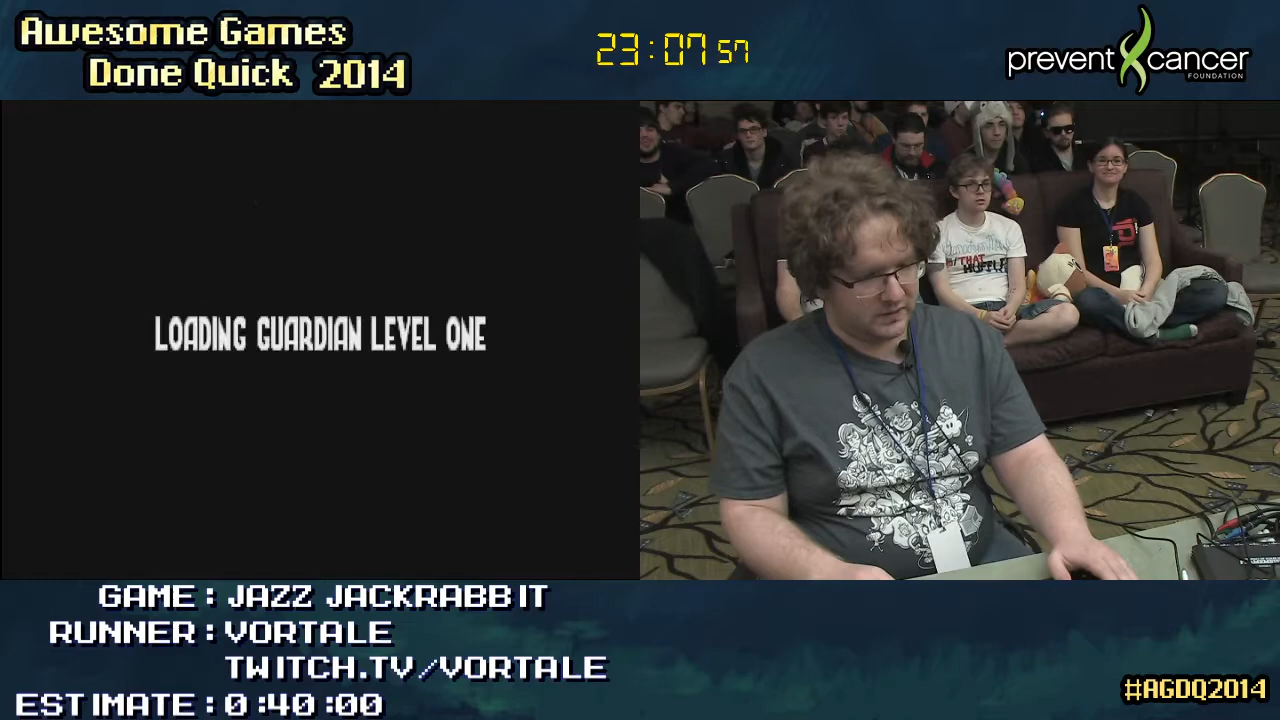 Awesome Games
Done Quick 2014
23:07 57
prevent cancer
FOUNDATION
LOADING GUARDIAN LEVEL ONE
THAT
GAME: JAZZ JACKRABBIT
RUNNER: VORTALE
TWITCH.TV/VORTALE
ESTIMATE: 0:40:00
#AGDQ2014